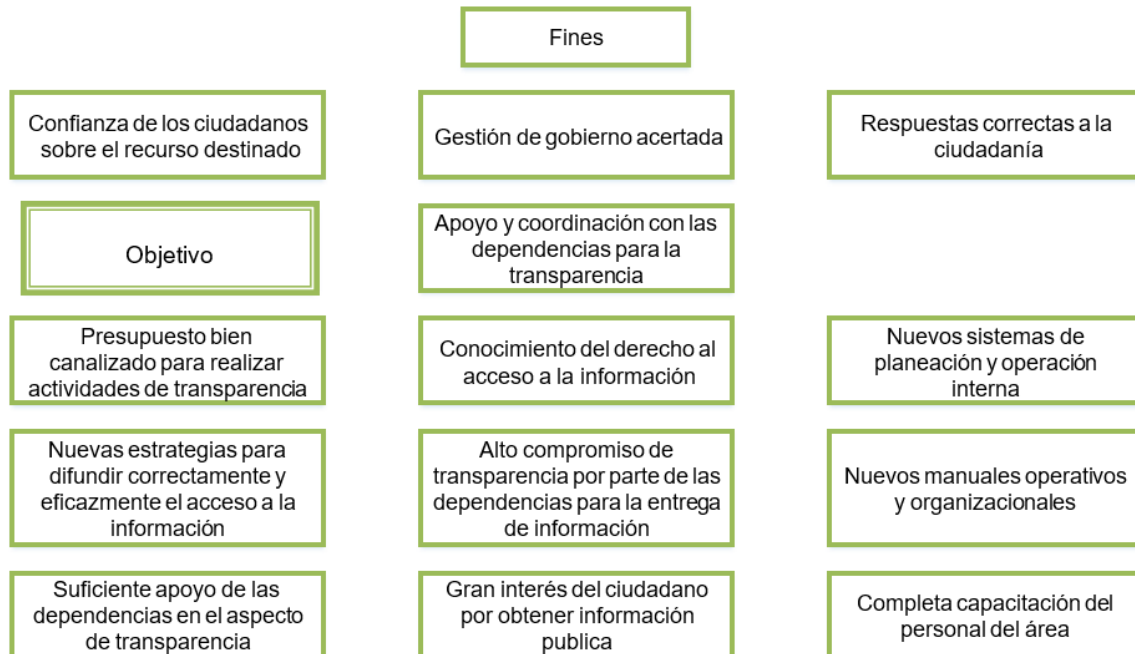 Fines
Confianza de los ciudadanos
sobre el recurso destinado
Gestión de gobierno acertada
Respuestas correctas a la
ciudadanía
Objetivo
Apoyo y coordinación con las
dependencias para la
transparencia
Presupuesto bien
canalizado para realizar
actividades de transparencia
Conocimiento del derecho al
acceso a la información
Nuevos sistemas de
planeación y operación
interna
Nuevas estrategias para
difundir correctamente y
eficazmente el acceso a la
información
Alto compromiso de
transparencia por parte de las
dependencias para la entrega
de información
Nuevos manuales operativos
y organizacionales
Suficiente apoyo de las
dependencias en el aspecto
de transparencia
Gran interés del ciudadano
por obtener información
publica
Completa capacitación del
personal del área